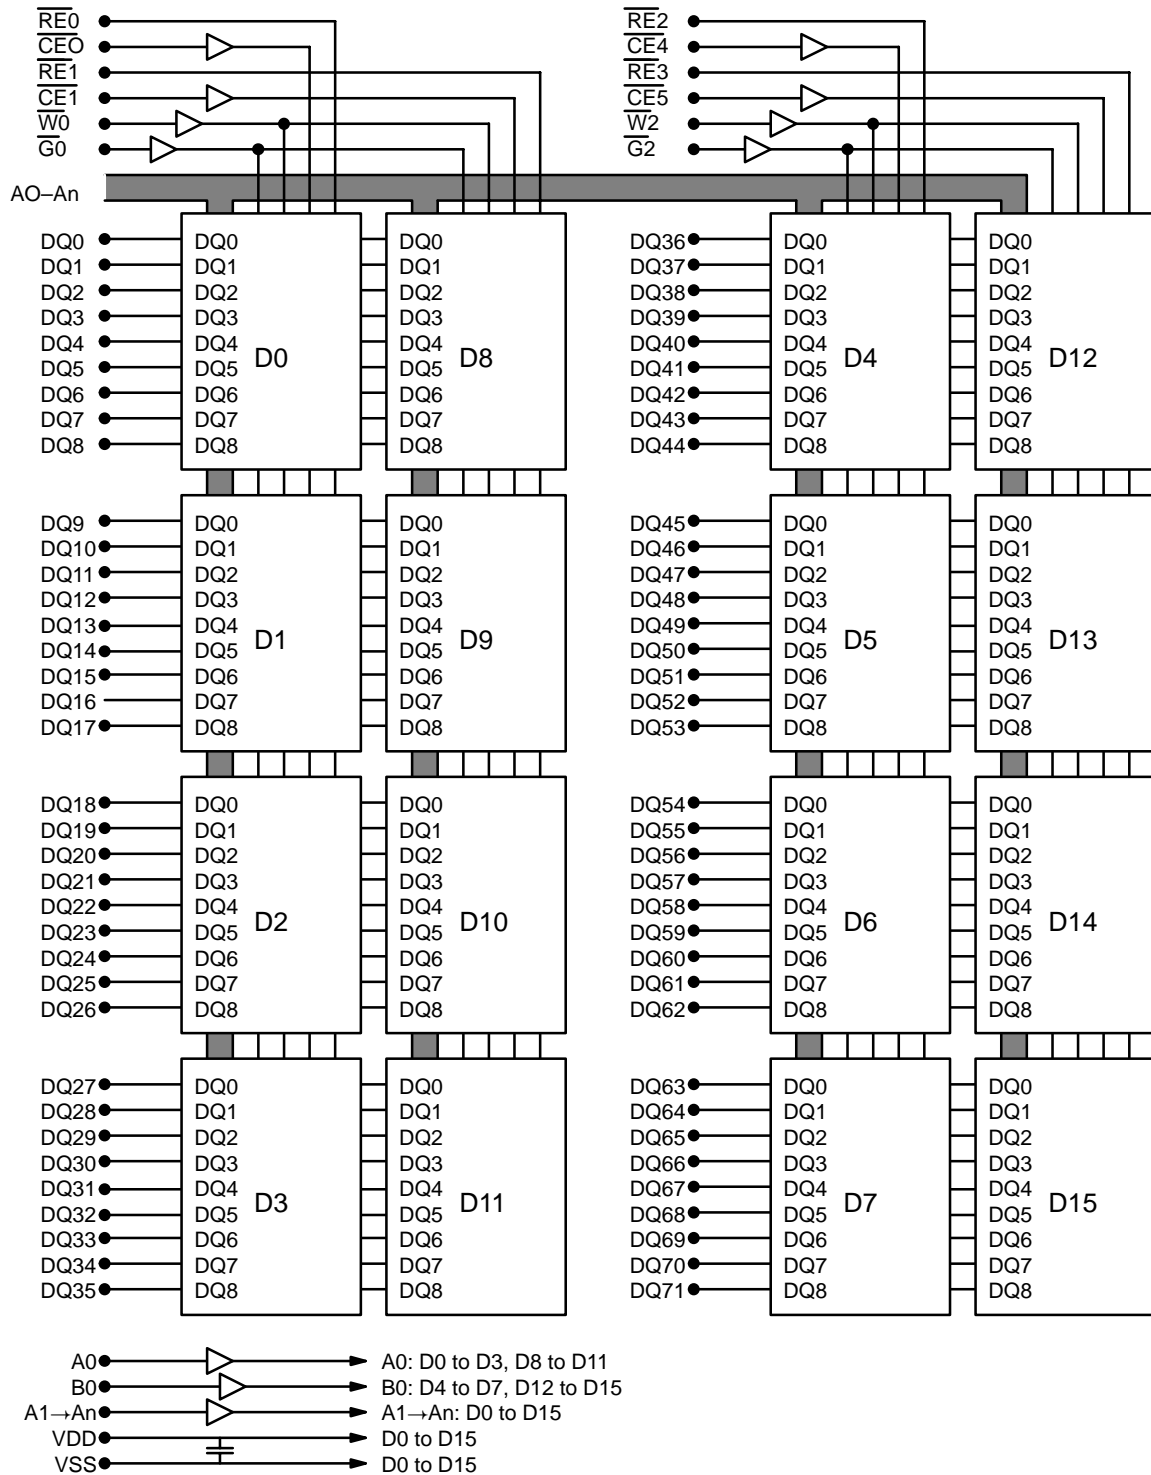 RE0
CEO
RE1
CE1
W0
G0
AO–An
RE2
CE4
RE3
CE5
W2
G2
DQ0
DQ1
DQ2
DQ3
DQ4
DQ5
DQ6
DQ7
DQ8
DQ0
DQ1
DQ2
DQ3
DQ4
DQ5
DQ6
DQ7
DQ8
D0
DQ0
DQ1
DQ2
DQ3
DQ4
DQ5
DQ6
DQ7
DQ8
D8
DQ36
DQ37
DQ38
DQ39
DQ40
DQ41
DQ42
DQ43
DQ44
DQ0
DQ1
DQ2
DQ3
DQ4
DQ5
DQ6
DQ7
DQ8
D4
DQ0
DQ1
DQ2
DQ3
DQ4
DQ5
DQ6
DQ7
DQ8
D12
DQ9
DQ10
DQ11
DQ12
DQ13
DQ14
DQ15
DQ16
DQ17
DQ0
DQ1
DQ2
DQ3
DQ4
DQ5
DQ6
DQ7
DQ8
D1
DQ0
DQ1
DQ2
DQ3
DQ4
DQ5
DQ6
DQ7
DQ8
D9
DQ45
DQ46
DQ47
DQ48
DQ49
DQ50
DQ51
DQ52
DQ53
DQ0
DQ1
DQ2
DQ3
DQ4
DQ5
DQ6
DQ7
DQ8
D5
DQ0
DQ1
DQ2
DQ3
DQ4
DQ5
DQ6
DQ7
DQ8
D13
DQ18
DQ19
DQ20
DQ21
DQ22
DQ23
DQ24
DQ25
DQ26
DQ0
DQ1
DQ2
DQ3
DQ4
DQ5
DQ6
DQ7
DQ8
D2
DQ0
DQ1
DQ2
DQ3
DQ4
DQ5
DQ6
DQ7
DQ8
D10
DQ54
DQ55
DQ56
DQ57
DQ58
DQ59
DQ60
DQ61
DQ62
DQ0
DQ1
DQ2
DQ3
DQ4
DQ5
DQ6
DQ7
DQ8
D6
DQ0
DQ1
DQ2
DQ3
DQ4
DQ5
DQ6
DQ7
DQ8
D14
DQ27
DQ28
DQ29
DQ30
DQ31
DQ32
DQ33
DQ34
DQ35
DQ0
DQ1
DQ2
DQ3
DQ4
DQ5
DQ6
DQ7
DQ8
D3
DQ0
DQ1
DQ2
DQ3
DQ4
DQ5
DQ6
DQ7
DQ8
D11
DQ63
DQ64
DQ65
DQ66
DQ67
DQ68
DQ69
DQ70
DQ71
DQ0
DQ1
DQ2
DQ3
DQ4
DQ5
DQ6
DQ7
DQ8
D7
DQ0
DQ1
DQ2
DQ3
DQ4
DQ5
DQ6
DQ7
DQ8
D15
A0 A0: D0 to D3, D8 to D11
B0 B0: D4 to D7, D12 to D15
A1→An A1→An: D0 to D15
VDD D0 to D15
VSS D0 to D15